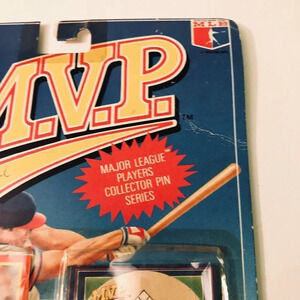 MLB
M.V.P.
TM
MAJOR LEAGUE
PLAYERS
COLLECTOR PIN
SERIES